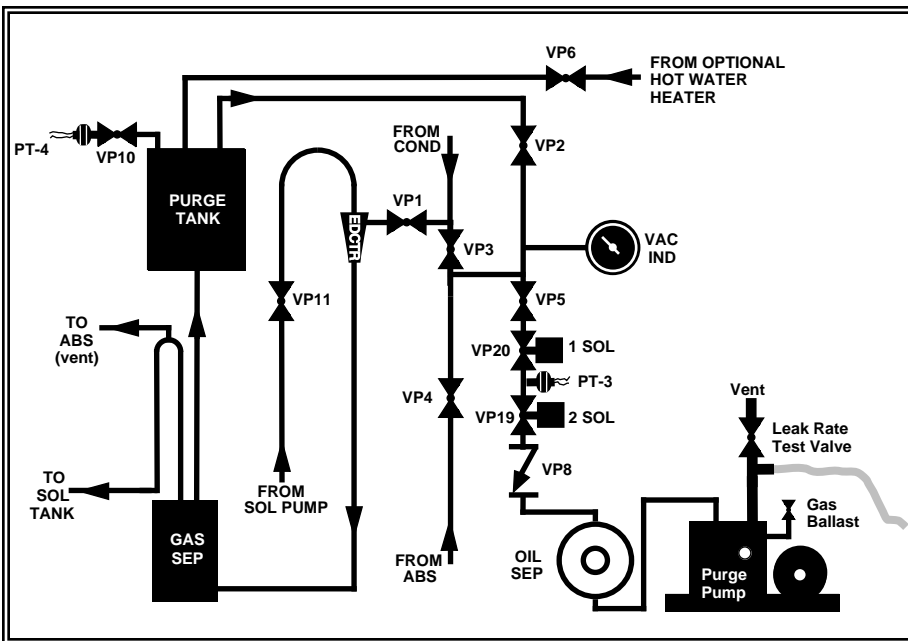 VP6
FROM OPTIONAL
HOT WATER
HEATER
FROM
COND
PT-4
VP10
VP2
PURGE
TANK
VP1
EDCTR
VP3
VAC
IND
VP11
VP5
TO
ABS
(vent)
VP20
1 SOL
PT-3
VP4
VP19
2 SOL
Vent
Leak Rate
Test Valve
VP8
TO
SOL
TANK
FROM
SOL PUMP
Gas
Ballast
GAS
SEP
FROM
ABS
OIL
SEP
Purge
Pump